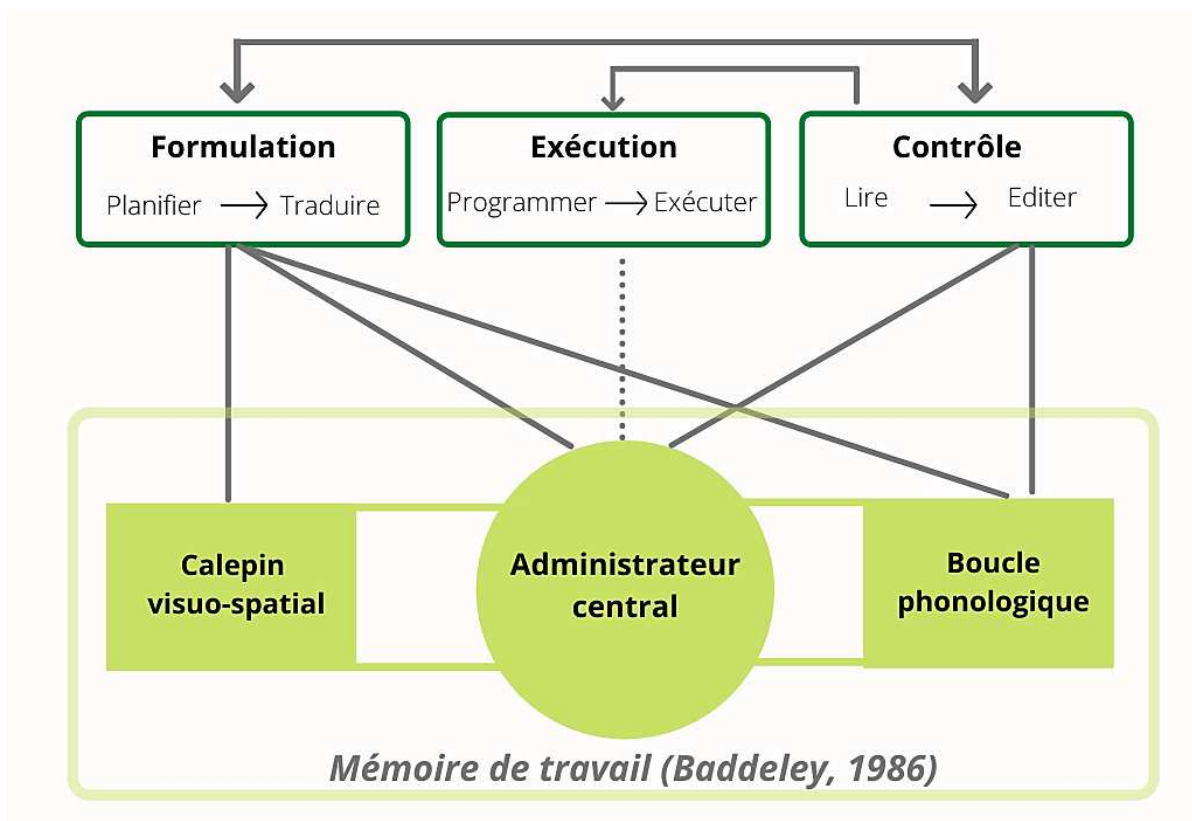 Formulation
Planifier → Traduire
Exécution
Programmer → Exécuter
Contrôle
Lire → Editer
Calepin
visuo-spatial
Administrateur
central
Boucle
phonologique
Mémoire de travail (Baddeley, 1986)